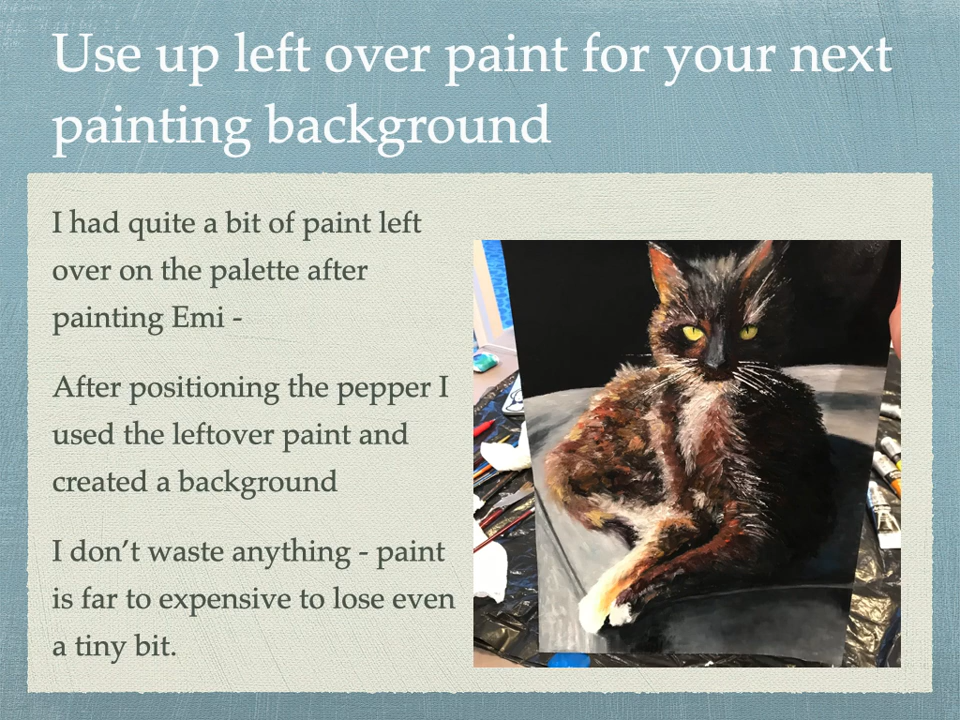 Use up left over paint for your next
painting background
I had quite a bit of paint left
over on the palette after
painting Emi -
After positioning the pepper I
used the leftover paint and
created a background
I don’t waste anything - paint
is far to expensive to lose even
a tiny bit.